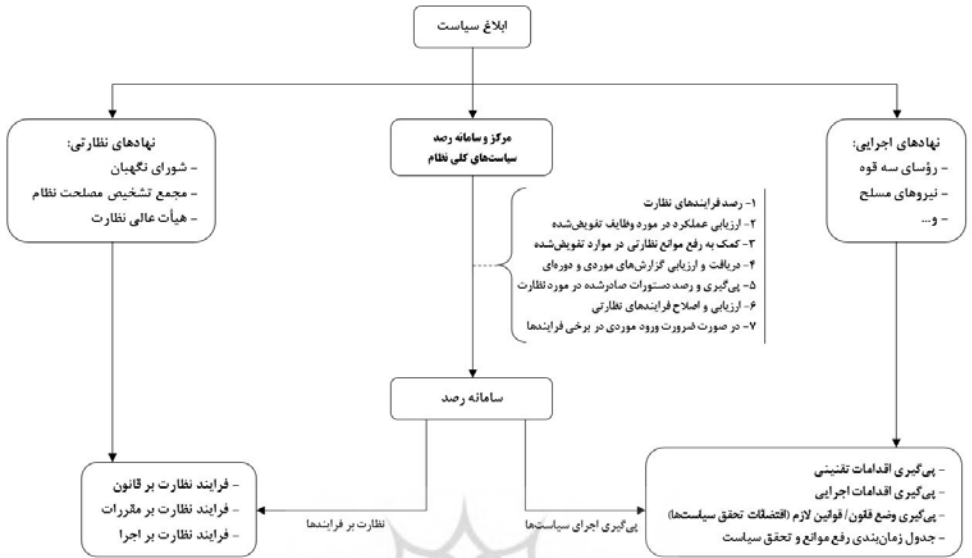 ابلاغ سیاست
نهادهای اجرایی:
- رؤسای سه قوه
- نیروهای مسلح
- و...
مرکز و سامانه رصد
سیاست‌های کلی نظام
نهادهای نظارتی:
- شورای نگهبان
- مجمع تشخیص مصلحت نظام
- هیأت عالی نظارت
۱- رصد فرایندهای نظارت
۲- ارزیابی عملکرد در مورد وظایف تفویض‌شده
۳- کمک به رفع موانع نظارتی در موارد تفویض‌شده
۴- دریافت و ارزیابی گزارش‌های موردی و دوره‌ای
۵- پی‌گیری و رصد دستورات صادرشده در مورد نظارت
۶- ارزیابی و اصلاح فرایندهای نظارتی
۷- در صورت ضرورت ورود موردی در برخی فرایندها
سامانه رصد
- پی‌گیری اقدامات تقنینی
- پی‌گیری اقدامات اجرایی
- پی‌گیری وضع قانون/ قوانین لازم (اقتضائات تحقق سیاست‌ها)
- جدول زمان‌بندی رفع موانع و تحقق سیاست
پی‌گیری اجرای سیاست‌ها
نظارت بر فرایندها
- فرایند نظارت بر قانون
- فرایند نظارت بر مقررات
- فرایند نظارت بر اجرا